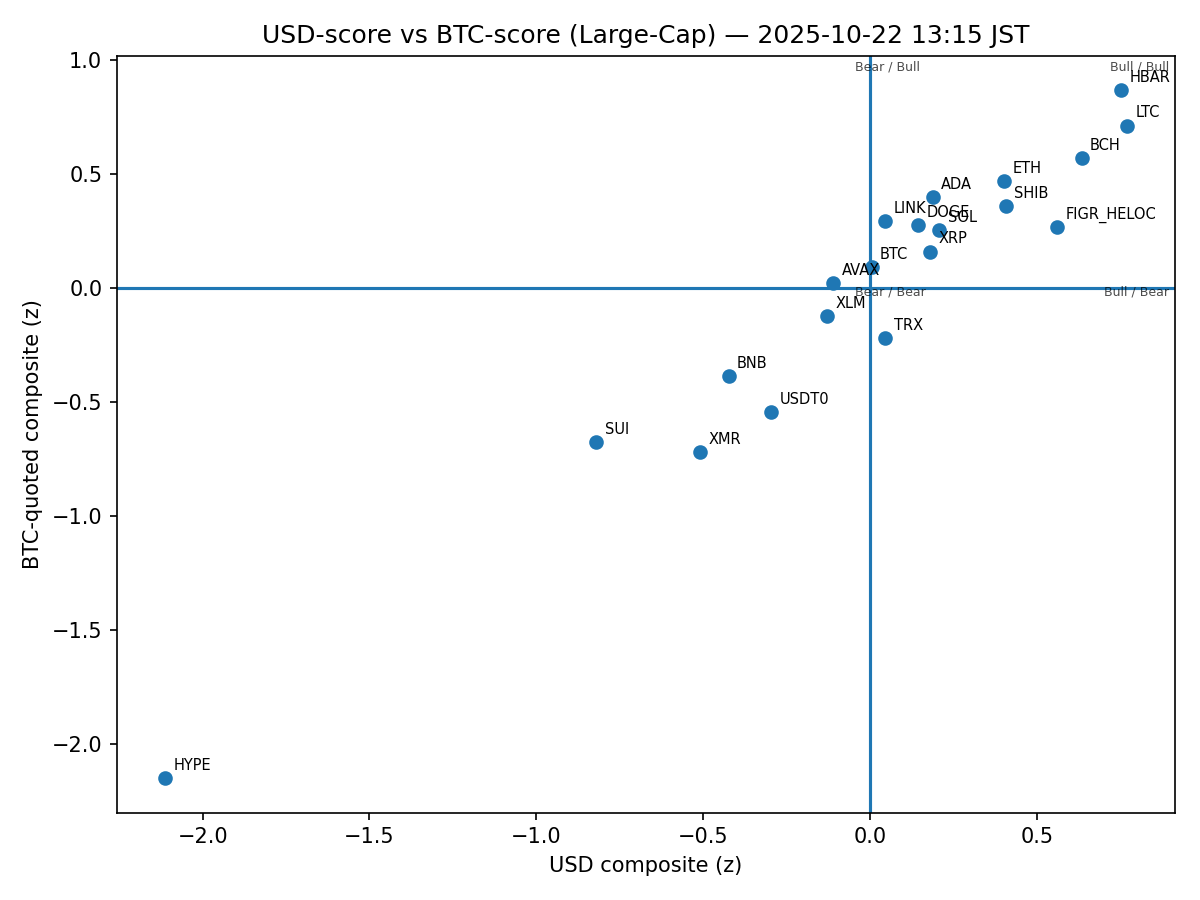 USD-score vs BTC-score (Large-Cap) — 2025-10-22 13:15 JST
Bear / Bull
Bull / Bull
HBAR
LTC
BCH
ETH
ADA
SHIB
LINK
DOGE
SOL
FIGR_HELOC
XRP
BTC
AVAX
Bear / Bear
Bull / Bear
XLM
TRX
BNB
USDT0
SUI
XMR
HYPE
1.0
0.5
0.0
−0.5
−1.0
−1.5
−2.0
BTC-quoted composite (z)
−2.0
−1.5
−1.0
−0.5
0.0
0.5
USD composite (z)